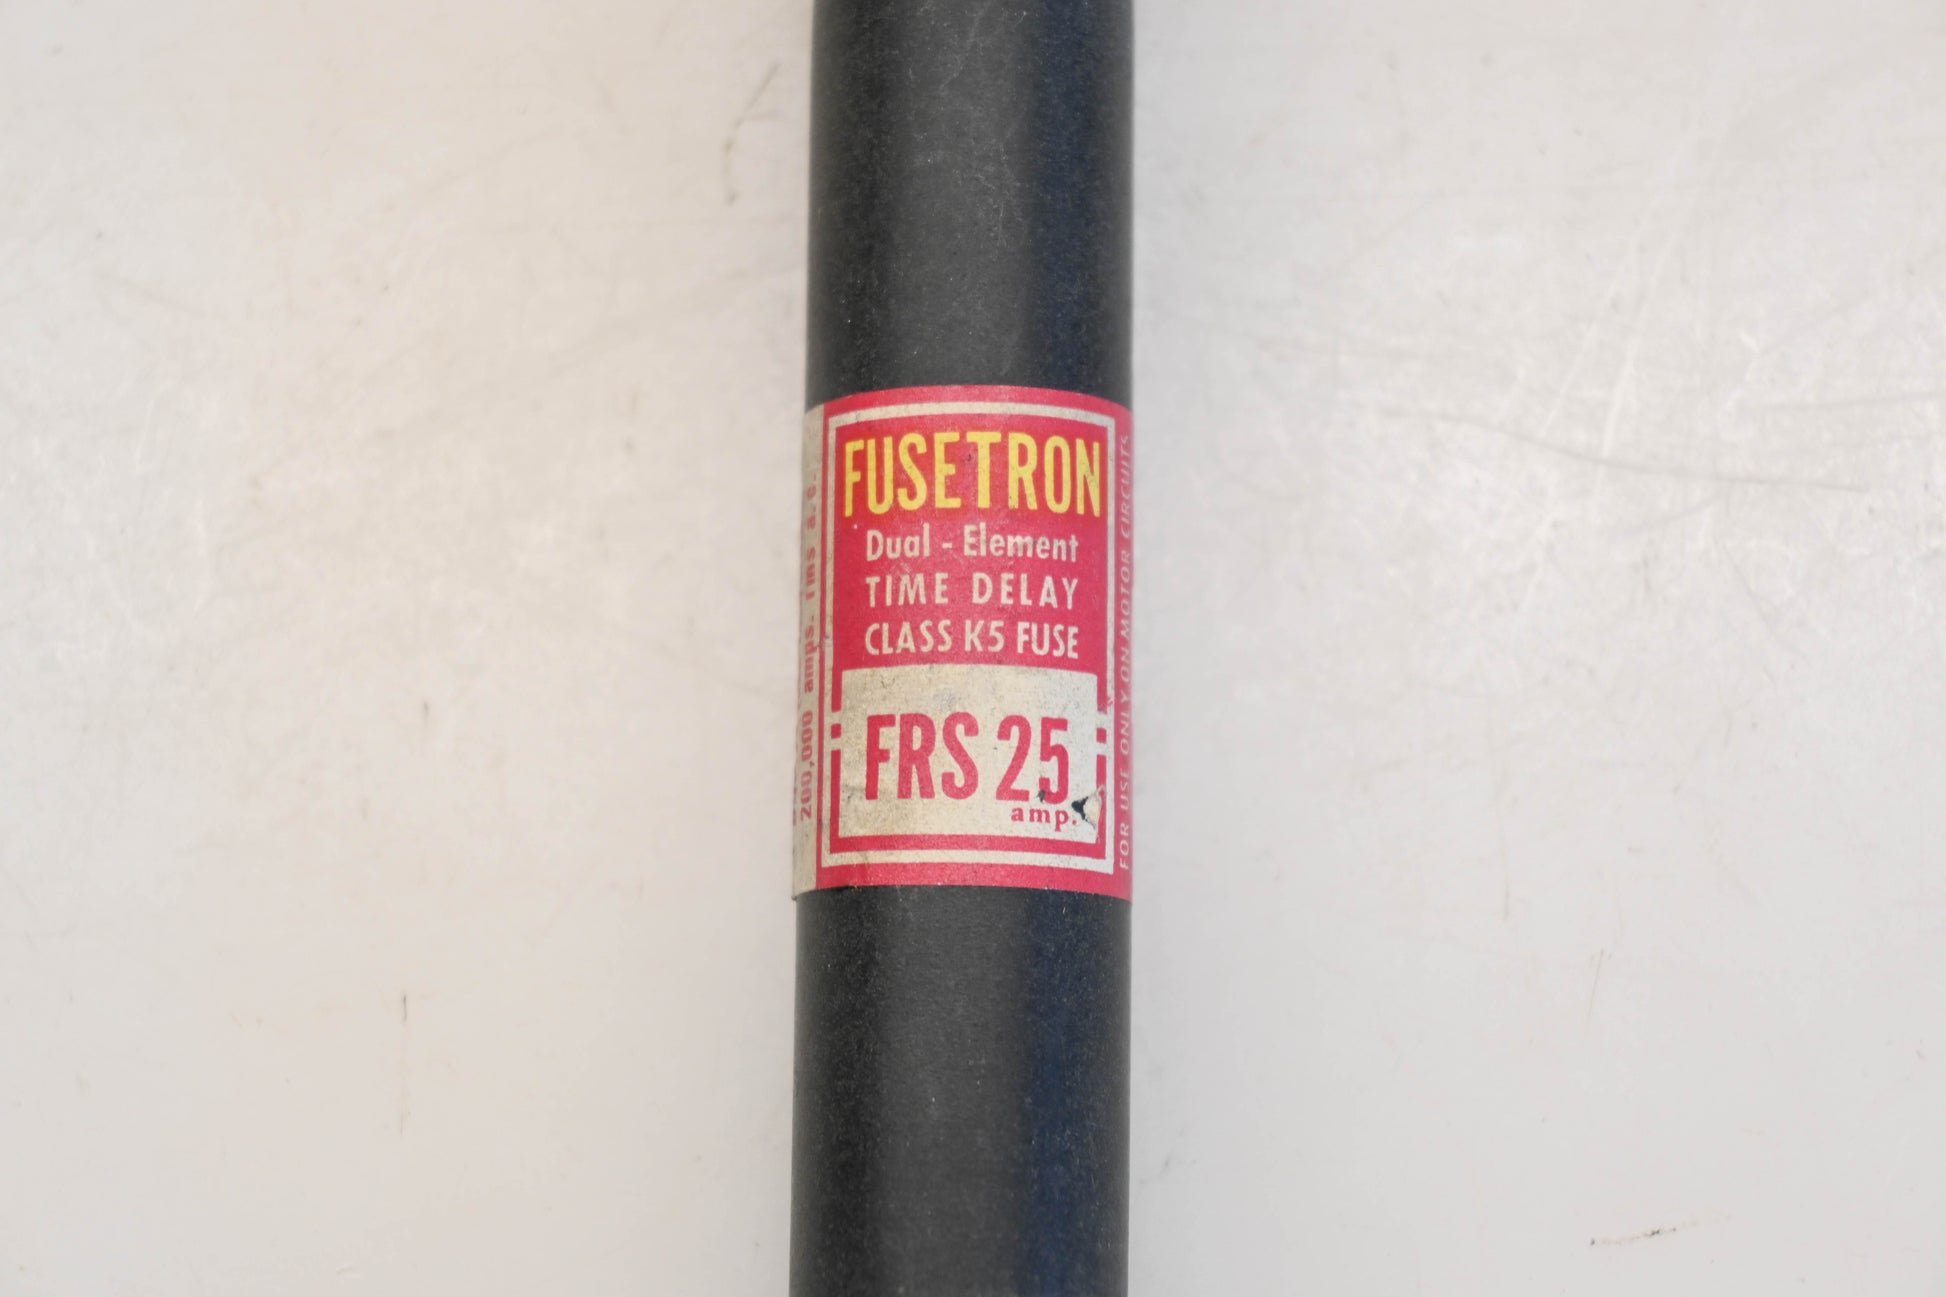 FUSETRON
Dual - Element
TIME DELAY
CLASS K5 FUSE
FRS 25
amp.
200,000 amps. rms a.c.
FOR USE ONLY ON MOTOR CIRCUITS